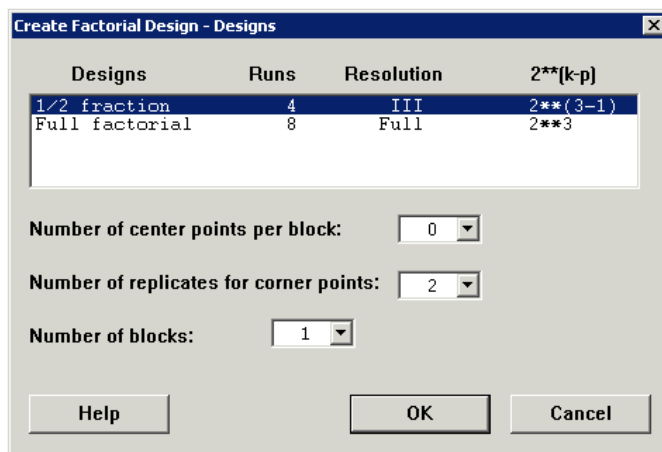 Create Factorial Design - Designs
Designs Runs Resolution 2**(k-p)
1/2 fraction 4 III 2**(3-1)
Full factorial 8 Full 2**3
Number of center points per block: 0
Number of replicates for corner points: 2
Number of blocks: 1
Help OK Cancel